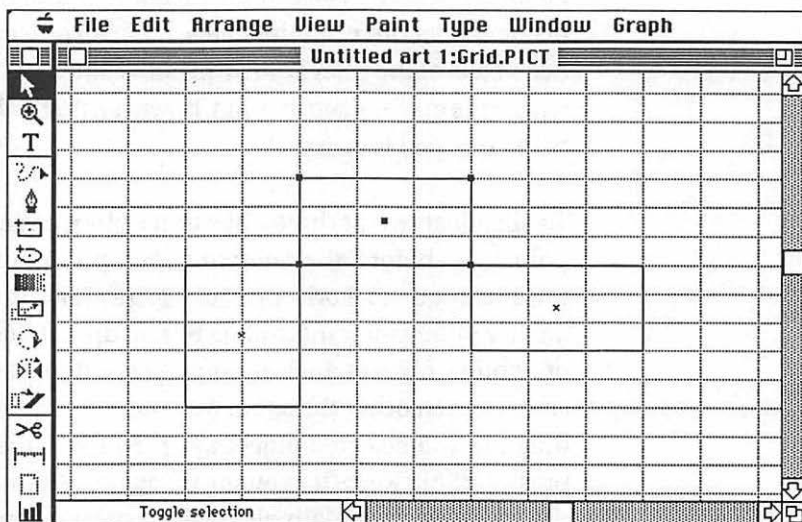 File Edit Arrange View Paint Type Window Graph
Untitled art 1:Grid.PICT
T
Toggle selection